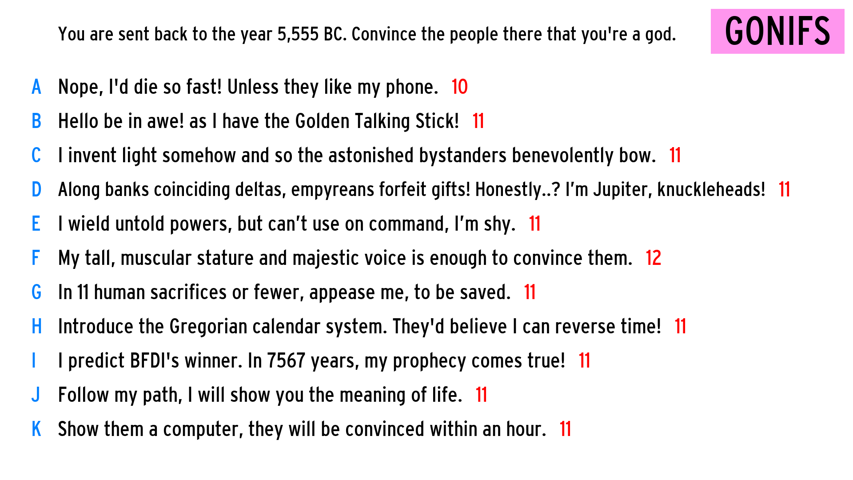 You are sent back to the year 5,555 BC. Convince the people there that you're a god.
GONIFS
A Nope, I'd die so fast! Unless they like my phone. 10
B Hello be in awe! as I have the Golden Talking Stick! 11
C I invent light somehow and so the astonished bystanders benevolently bow. 11
D Along banks coinciding deltas, empyreans forfeit gifts! Honestly..? I’m Jupiter, knuckleheads! 11
E I wield untold powers, but can’t use on command, I’m shy. 11
F My tall, muscular stature and majestic voice is enough to convince them. 12
G In 11 human sacrifices or fewer, appease me, to be saved. 11
H Introduce the Gregorian calendar system. They'd believe I can reverse time! 11
I I predict BFDI's winner. In 7567 years, my prophecy comes true! 11
J Follow my path, I will show you the meaning of life. 11
K Show them a computer, they will be convinced within an hour. 11